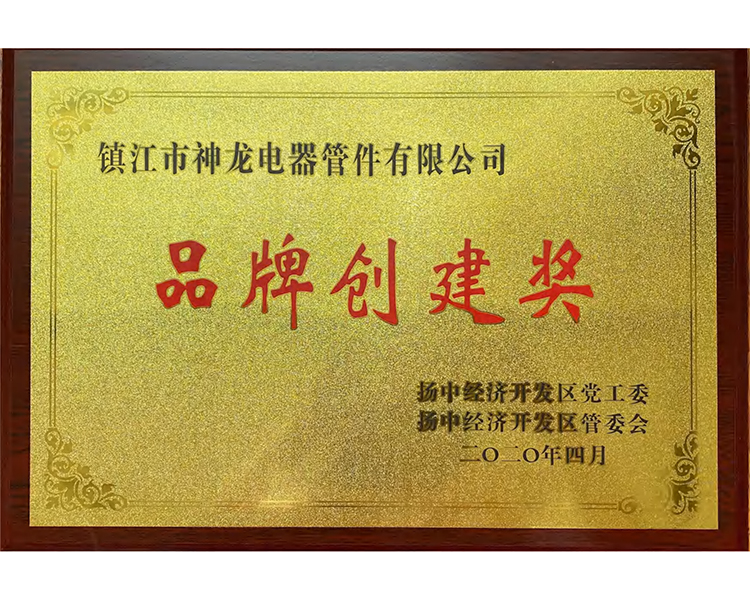 镇江市神龙电器管件有限公司
品牌创建奖
扬中经济开发区党工委
扬中经济开发区管委会
二〇二〇年四月